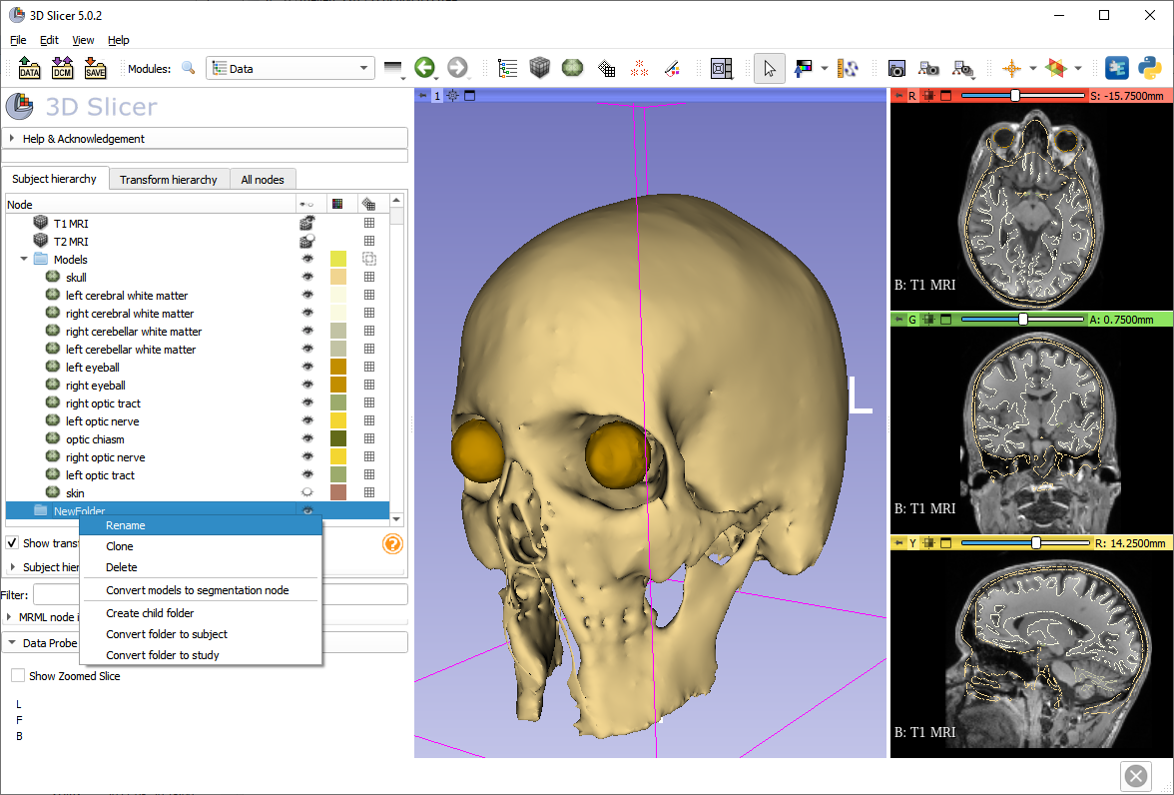 3D Slicer 5.0.2
File Edit View Help
DATA DCM SAVE Modules: Data
3D Slicer
Help & Acknowledgement
Subject hierarchy Transform hierarchy All nodes
Node
T1 MRI
T2 MRI
Models
skull
left cerebral white matter
right cerebral white matter
right cerebellar white matter
left cerebellar white matter
left eyeball
right eyeball
right optic tract
left optic nerve
optic chiasm
right optic nerve
left optic tract
skin
NewFolder
Rename
Clone
Delete
Convert models to segmentation node
Create child folder
Convert folder to subject
Convert folder to study
Show transf
?
Subject hier
Filter:
MRML node i
Data Probe
Show Zoomed Slice
L
F
B
1
L
R S: -15.7500mm
B: T1 MRI
G A: 0.7500mm
B: T1 MRI
Y R: 14.2500mm
B: T1 MRI